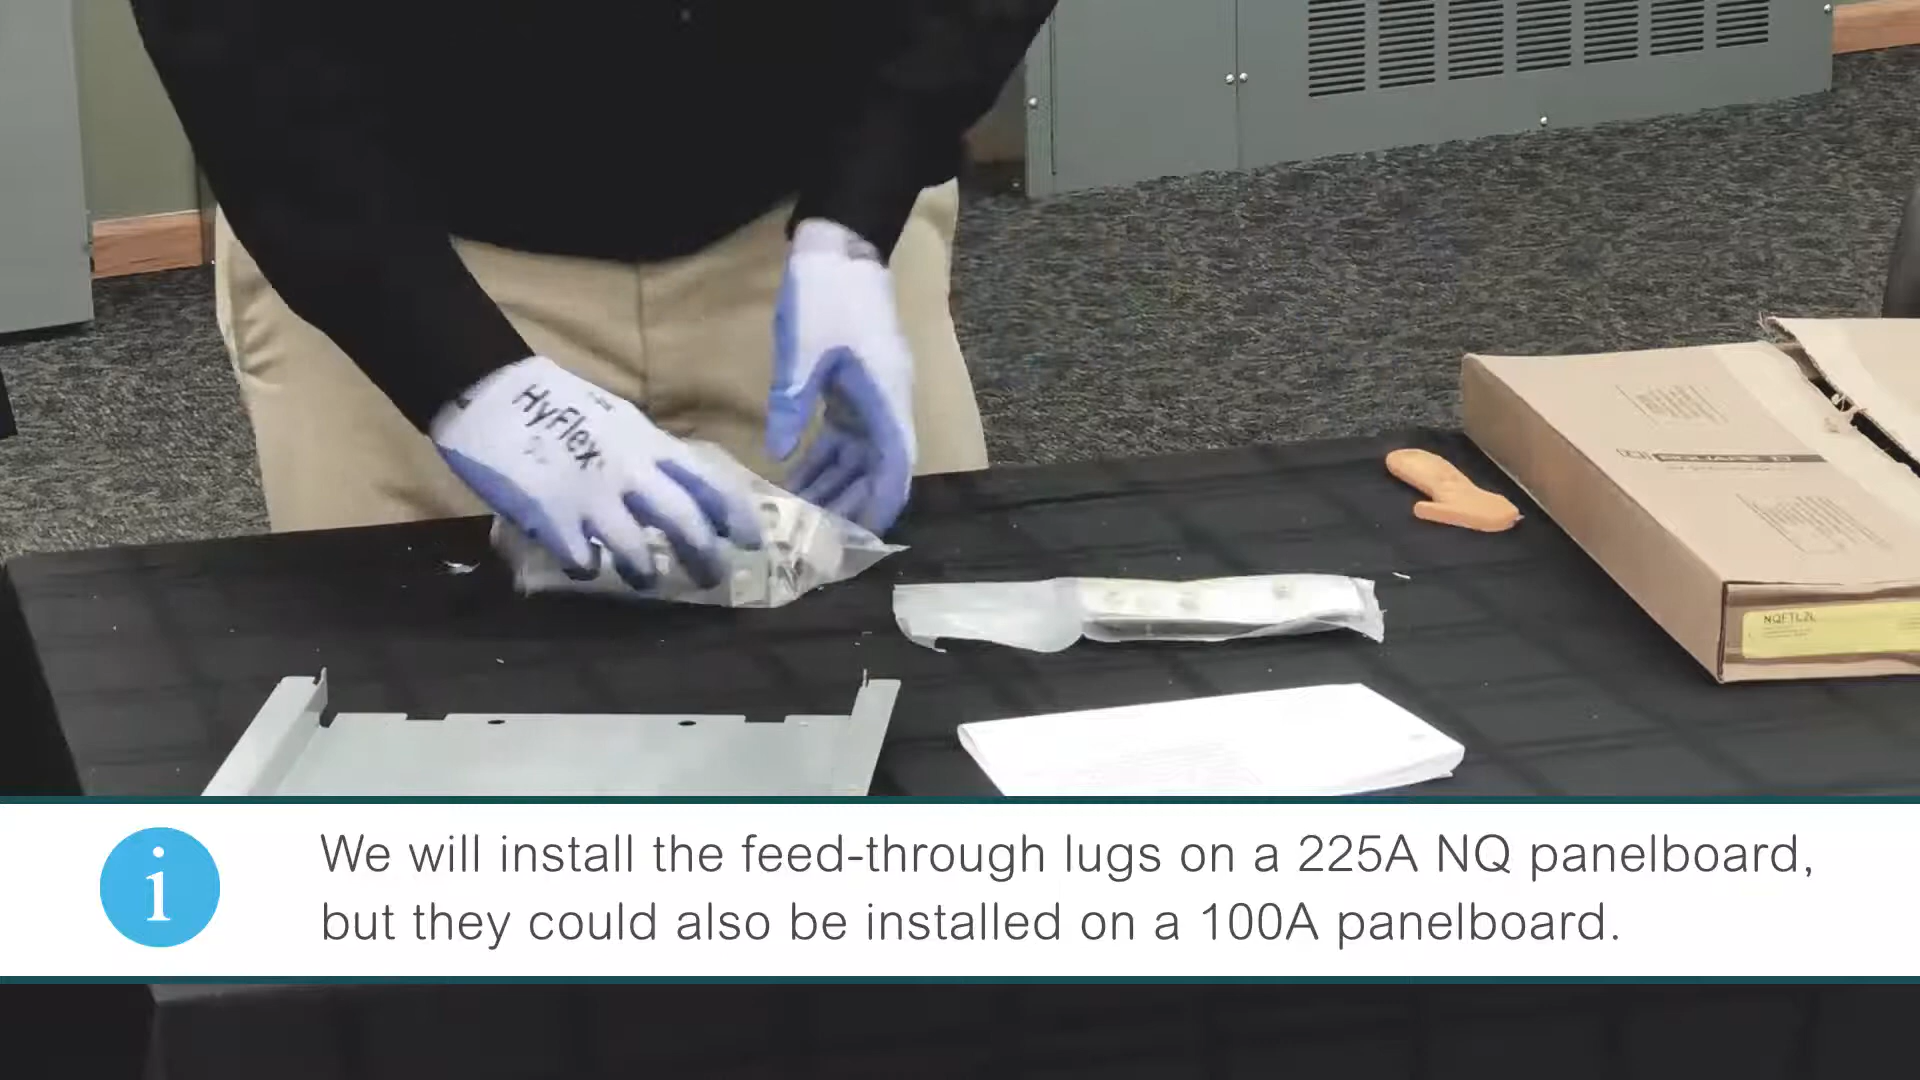 HyFlex
SQUARE D
NQFTL2L
We will install the feed-through lugs on a 225A NQ panelboard,
but they could also be installed on a 100A panelboard.